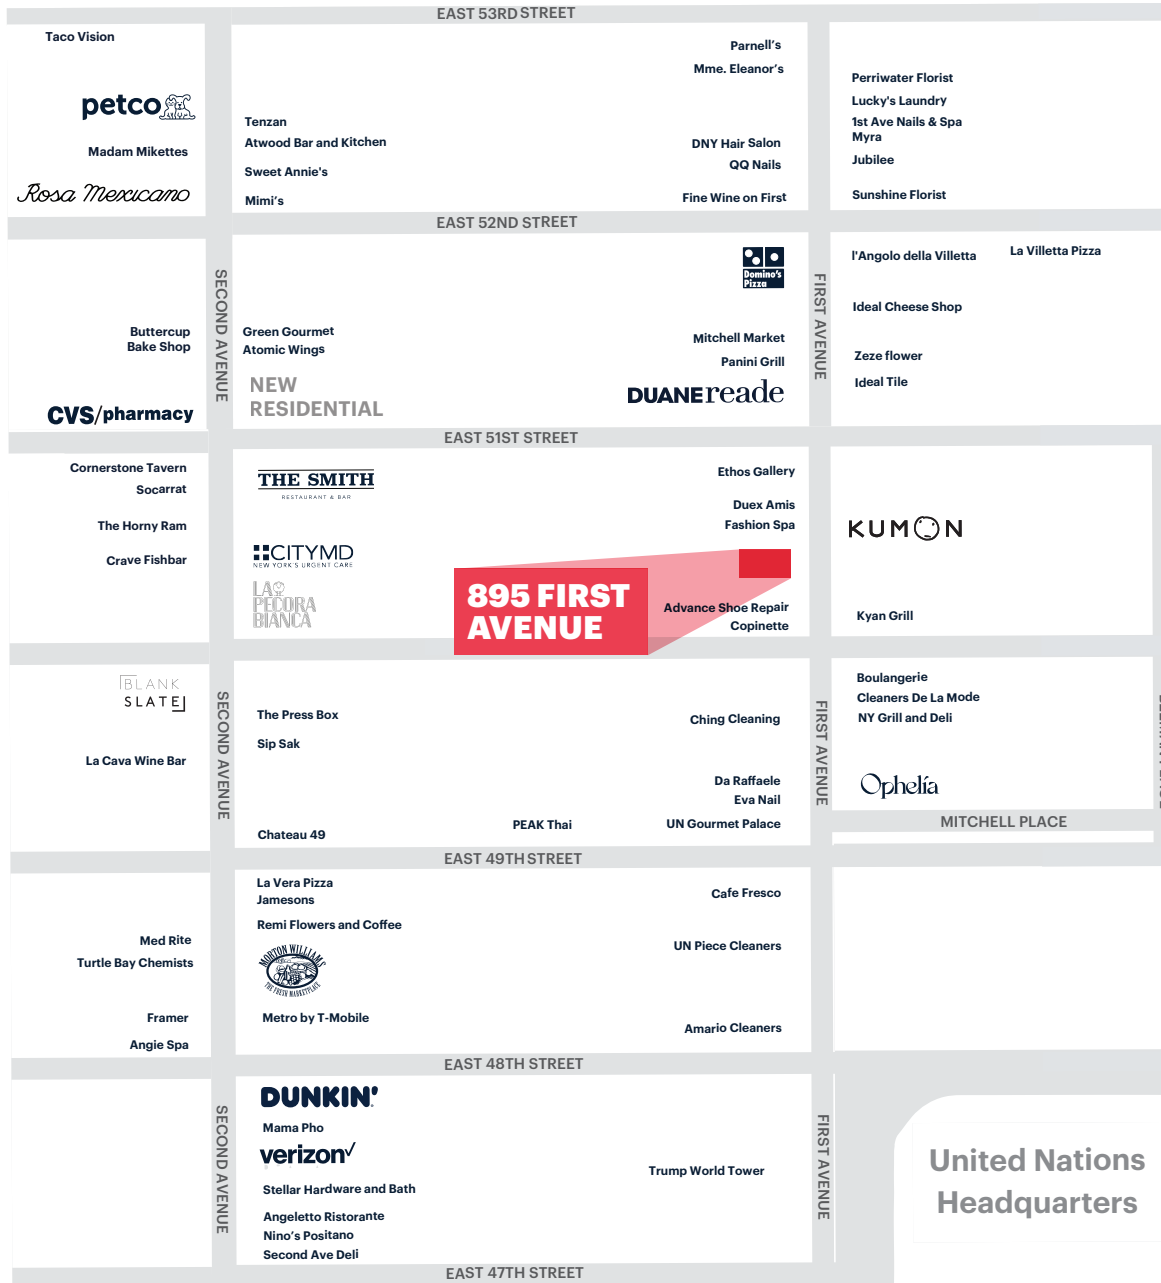 EAST 53RD STREET
Taco Vision
petco
Madam Mikettes
Rosa Mexicano
Tenzan
Atwood Bar and Kitchen
Sweet Annie's
Mimi's
Parnell's
Mme. Eleanor's
DNY Hair Salon
QQ Nails
Fine Wine on First
Perriwater Florist
Lucky's Laundry
1st Ave Nails & Spa
Myra
Jubilee
Sunshine Florist
EAST 52ND STREET
SECOND AVENUE
FIRST AVENUE
Buttercup
Bake Shop
CVS/pharmacy
Green Gourmet
Atomic Wings
NEW
RESIDENTIAL
Domino's
Pizza
Mitchell Market
Panini Grill
DUANEreade
l'Angolo della Villetta
La Villetta Pizza
Ideal Cheese Shop
Zeze flower
Ideal Tile
EAST 51ST STREET
Cornerstone Tavern
Socarrat
The Horny Ram
Crave Fishbar
THE SMITH
RESTAURANT & BAR
CITYMD
NEW YORK'S URGENT CARE
LA
PECORA
BIANCA
Ethos Gallery
Duex Amis
Fashion Spa
895 FIRST
AVENUE
Advance Shoe Repair
Copinette
KUMON
Kyan Grill
BLANK
SLATE
La Cava Wine Bar
SECOND AVENUE
The Press Box
Sip Sak
Chateau 49
PEAK Thai
Ching Cleaning
Da Raffaele
Eva Nail
UN Gourmet Palace
FIRST AVENUE
Boulangerie
Cleaners De La Mode
NY Grill and Deli
Ophelia
MITCHELL PLACE
EAST 49TH STREET
Med Rite
Turtle Bay Chemists
Framer
Angie Spa
La Vera Pizza
Jamesons
Remi Flowers and Coffee
MORTON WILLIAMS
THE FRESH MARKETPLACE
Metro by T-Mobile
Cafe Fresco
UN Piece Cleaners
Amario Cleaners
EAST 48TH STREET
SECOND AVENUE
DUNKIN'
Mama Pho
verizon
Stellar Hardware and Bath
Angeletto Ristorante
Nino's Positano
Second Ave Deli
Trump World Tower
FIRST AVENUE
United Nations
Headquarters
EAST 47TH STREET